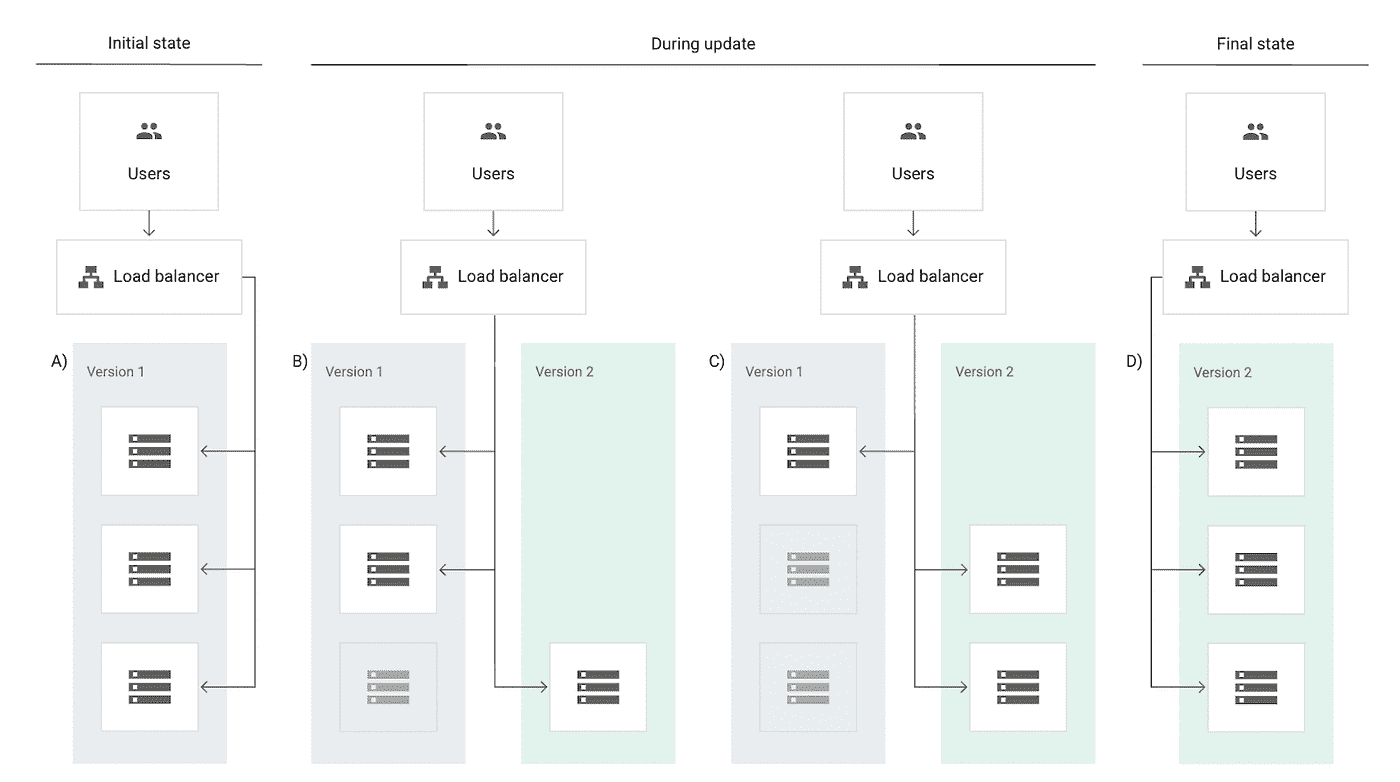 Initial state
During update
Final state
Users
Users
Users
Users
Load balancer
Load balancer
Load balancer
Load balancer
A)
Version 1
B)
Version 1
Version 2
C)
Version 1
Version 2
D)
Version 2